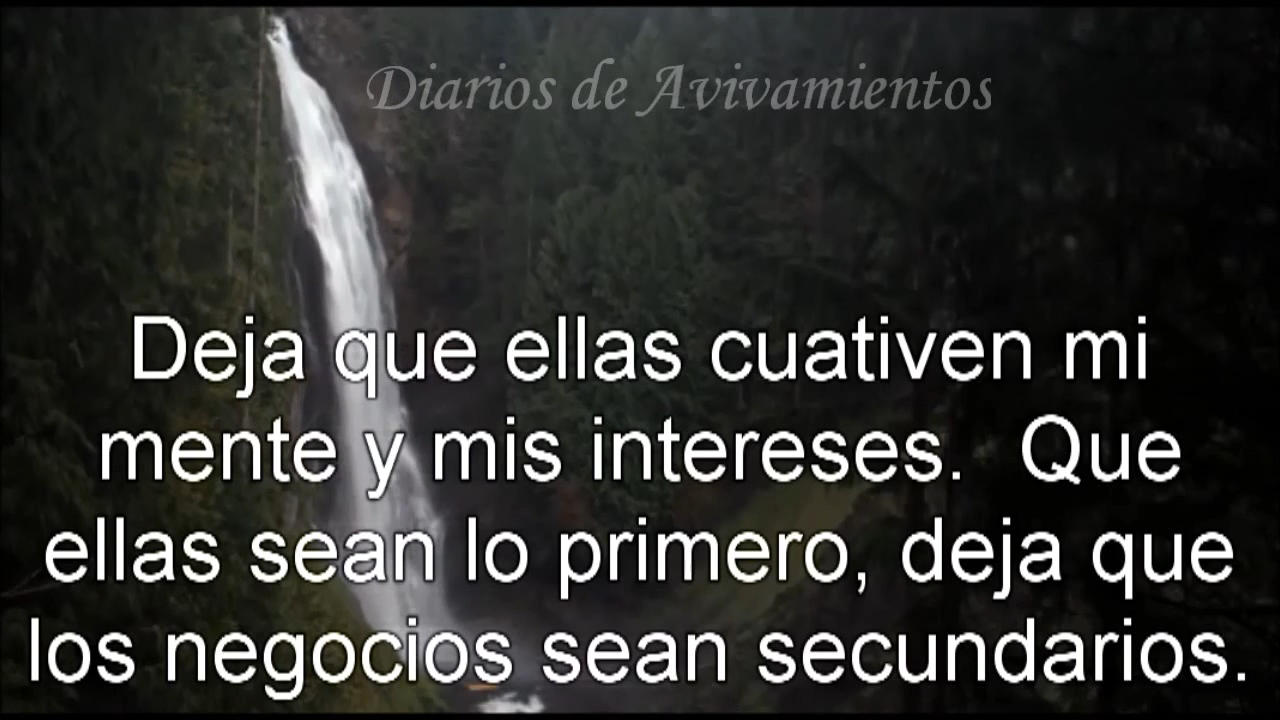 Diarios de Avivamientos
Deja que ellas cuativen mi
mente y mis intereses.  Que
ellas sean lo primero, deja que
los negocios sean secundarios.